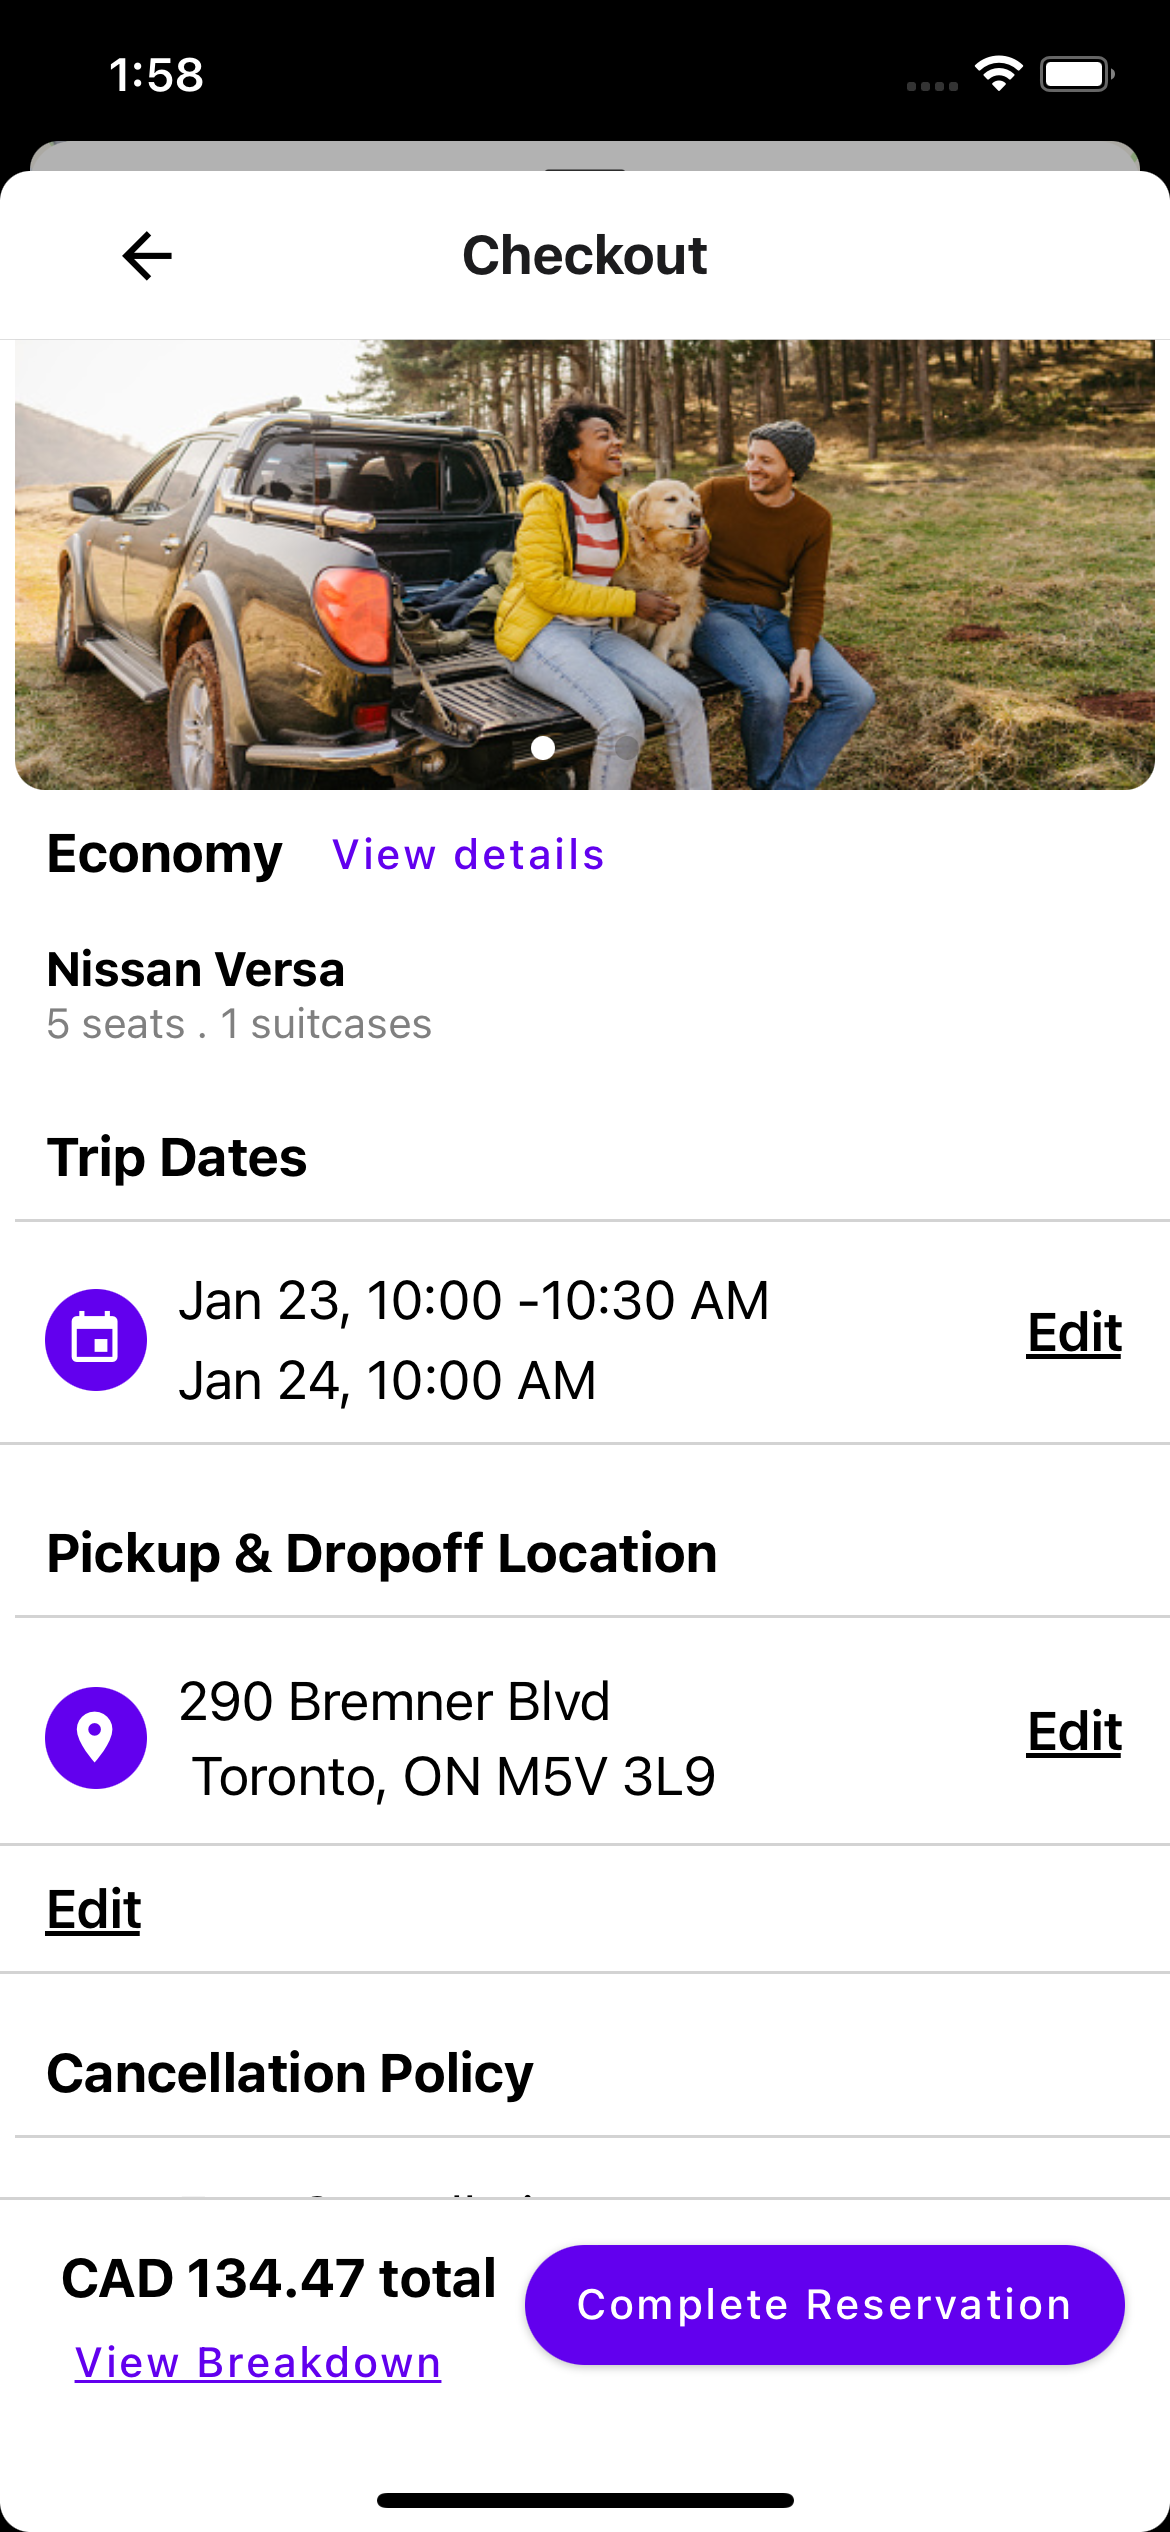 1:58
Checkout
Economy View details
Nissan Versa
5 seats . 1 suitcases
Trip Dates
Jan 23, 10:00 -10:30 AM
Jan 24, 10:00 AM
Edit
Pickup & Dropoff Location
290 Bremner Blvd
Toronto, ON M5V 3L9
Edit
Edit
Cancellation Policy
CAD 134.47 total
View Breakdown
Complete Reservation